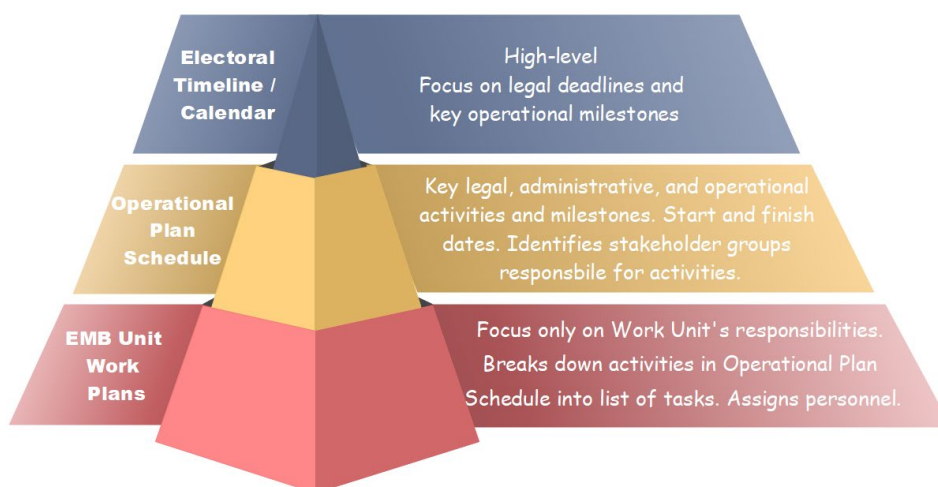 Electoral
Timeline /
Calendar
High-level
Focus on legal deadlines and
key operational milestones
Operational
Plan
Schedule
Key legal, administrative, and operational
activities and milestones. Start and finish
dates. Identifies stakeholder groups
responsbile for activities.
EMB Unit
Work
Plans
Focus only on Work Unit's responsibilities.
Breaks down activities in Operational Plan
Schedule into list of tasks. Assigns personnel.